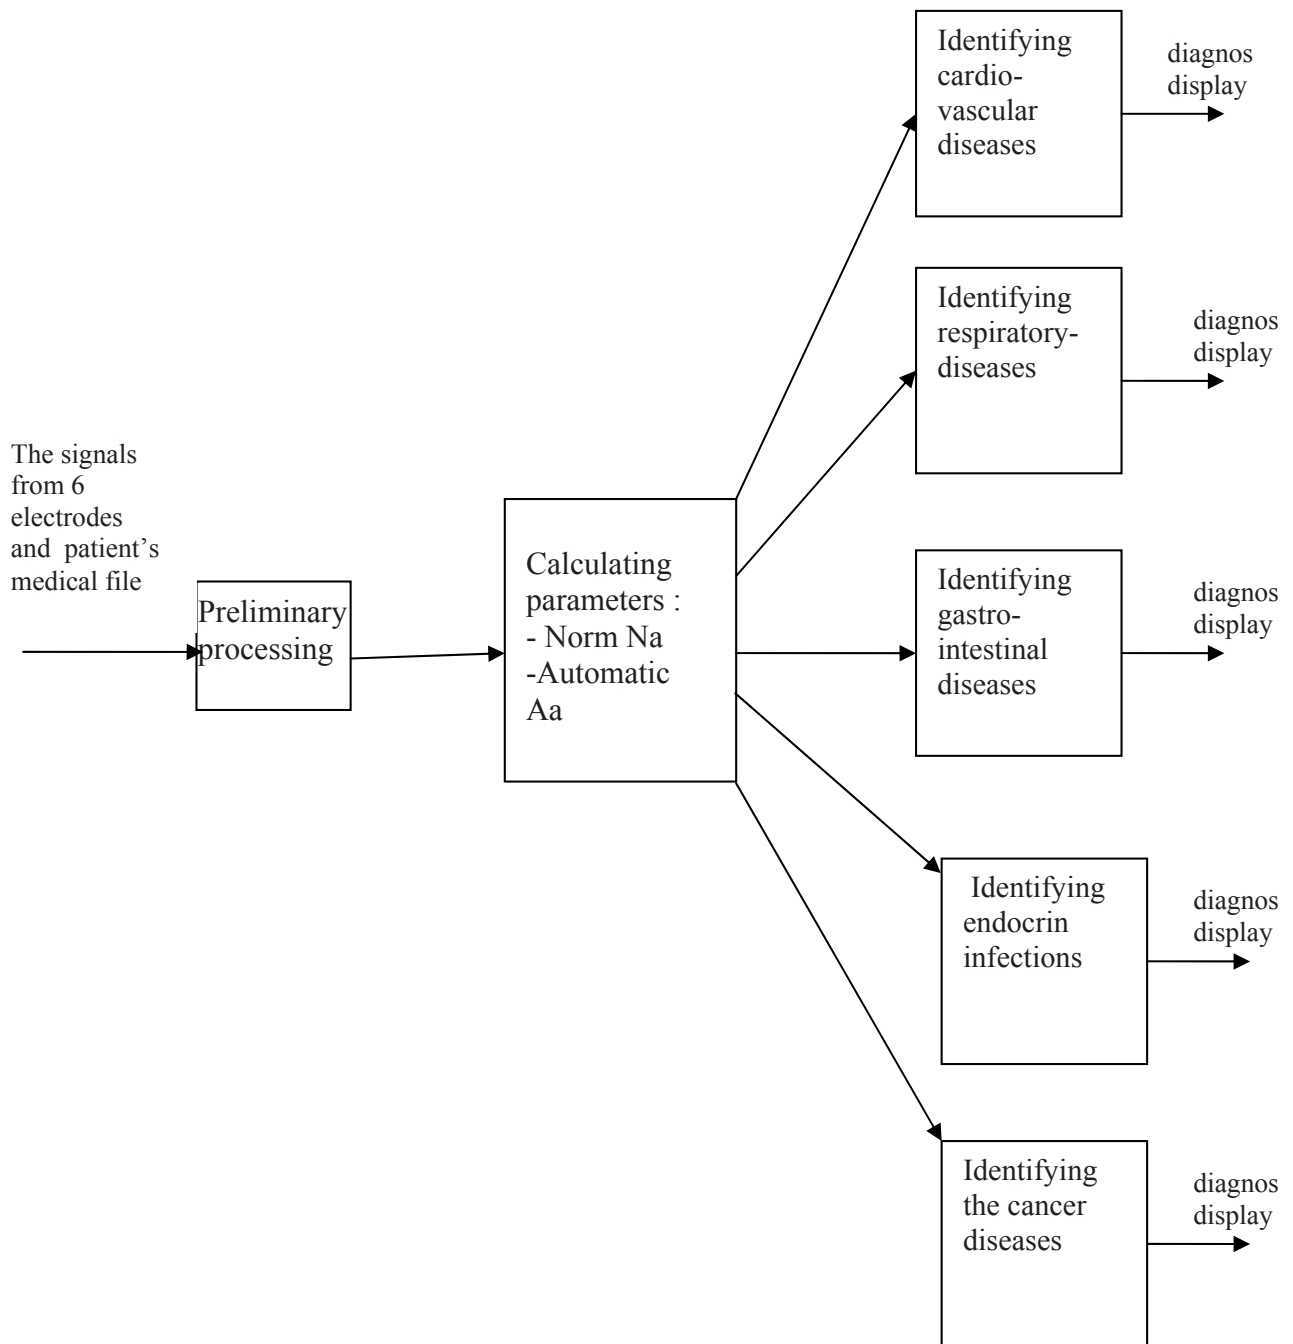 The signals
from 6
electrodes
and patient’s
medical file
Preliminary
processing
Calculating
parameters :
- Norm Na
-Automatic
Aa
Identifying
cardio-
vascular
diseases
diagnos
display
Identifying
respiratory-
diseases
diagnos
display
Identifying
gastro-
intestinal
diseases
diagnos
display
Identifying
endocrin
infections
diagnos
display
Identifying
the cancer
diseases
diagnos
display